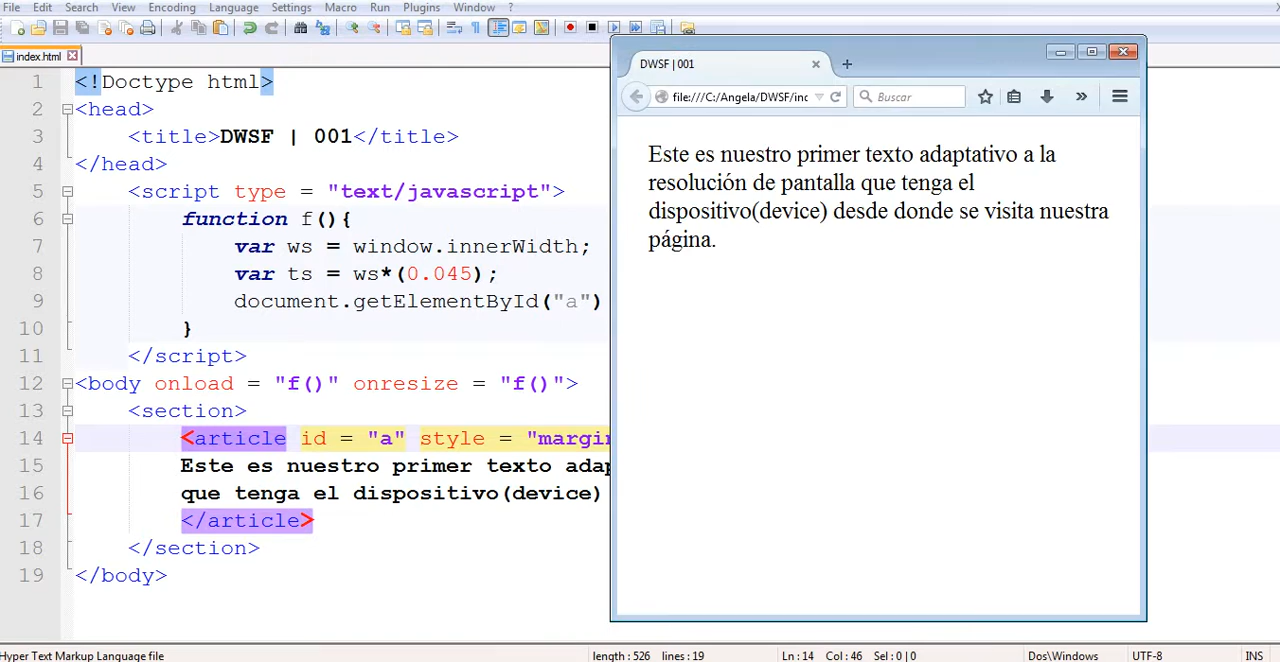 File Edit Search View Encoding Language Settings Macro Run Plugins Window ?
index.html
1 <!Doctype html>
2 <head>
3 <title>DWSF | 001</title>
4 </head>
5 <script type = "text/javascript">
6 function f(){
7 var ws = window.innerWidth;
8 var ts = ws*(0.045);
9 document.getElementById("a")
10 }
11 </script>
12 <body onload = "f()" onresize = "f()">
13 <section>
14 <article id = "a" style = "margin
15 Este es nuestro primer texto adap
16 que tenga el dispositivo(device)
17 </article>
18 </section>
19 </body>
DWSF | 001
file:///C:/Angela/DWSF/inc
Buscar
Este es nuestro primer texto adaptativo a la
resolución de pantalla que tenga el
dispositivo(device) desde donde se visita nuestra
página.
Hyper Text Markup Language file length : 526 lines : 19 Ln : 14 Col : 46 Sel : 0 | 0 Dos\Windows UTF-8 INS